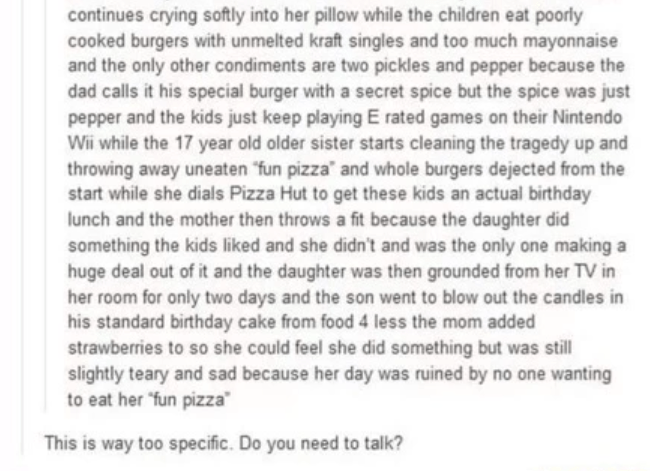 continues crying softly into her pillow while the children eat poorly
cooked burgers with unmelted kraft singles and too much mayonnaise
and the only other condiments are two pickles and pepper because the
dad calls it his special burger with a secret spice but the spice was just
pepper and the kids just keep playing E rated games on their Nintendo
Wii while the 17 year old older sister starts cleaning the tragedy up and
throwing away uneaten "fun pizza" and whole burgers dejected from the
start while she dials Pizza Hut to get these kids an actual birthday
lunch and the mother then throws a fit because the daughter did
something the kids liked and she didn't and was the only one making a
huge deal out of it and the daughter was then grounded from her TV in
her room for only two days and the son went to blow out the candles in
his standard birthday cake from food 4 less the mom added
strawberries to so she could feel she did something but was still
slightly teary and sad because her day was ruined by no one wanting
to eat her "fun pizza"
This is way too specific. Do you need to talk?